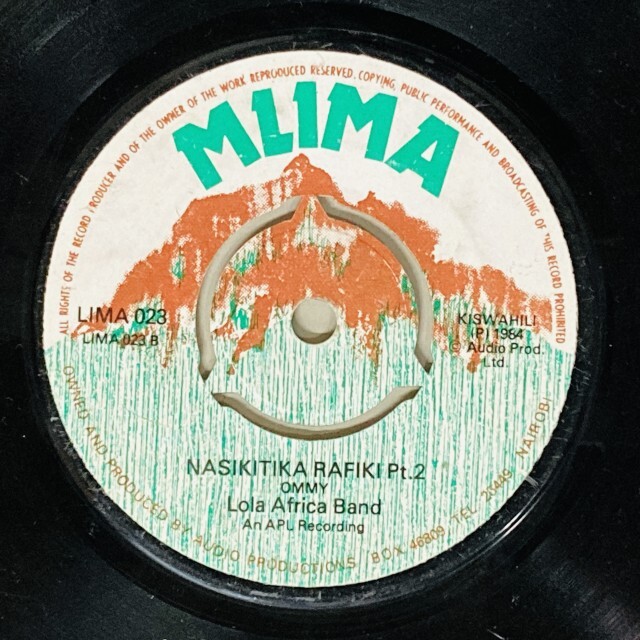 ALL RIGHTS OF THE RECORD PRODUCER AND OF THE OWNER OF THE WORK REPRODUCED RESERVED, COPYING, PUBLIC PERFORMANCE AND BROADCASTING OF THIS RECORD PROHIBITED
MLIMA
LIMA 023
LIMA 023 B
KISWAHILI
(P) 1984
© Audio Prod.
Ltd.
NASIKITIKA RAFIKI Pt.2
OMMY
Lola Africa Band
An APL Recording
OWNED AND PRODUCED BY AUDIO PRODUCTIONS BOX 46809 TEL NAIROBI